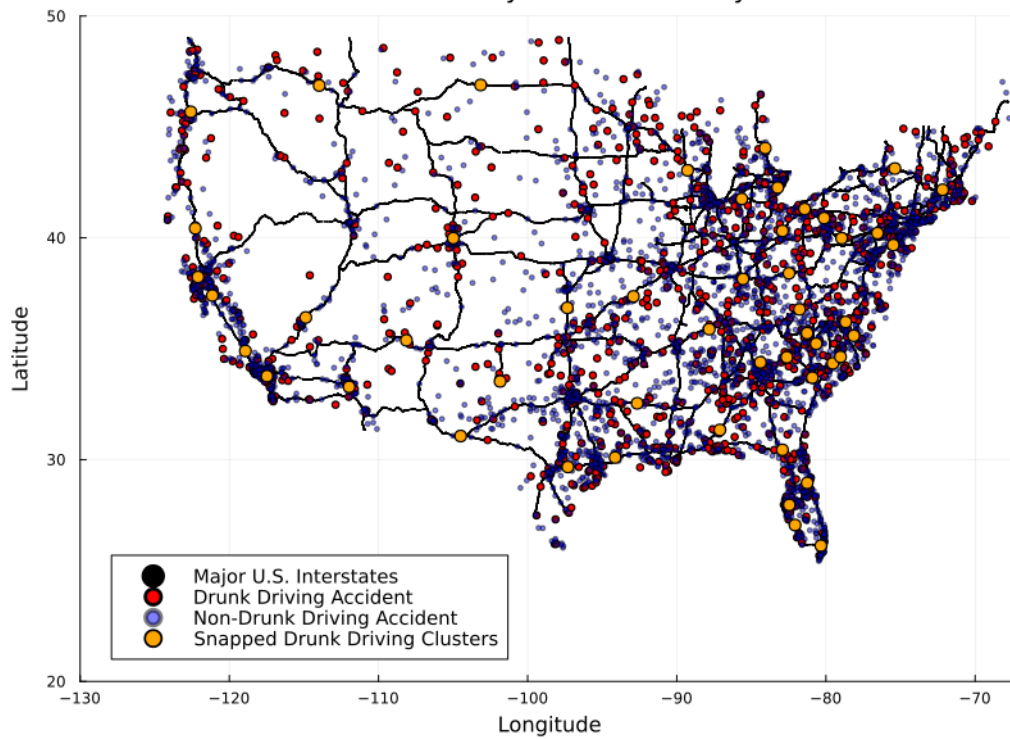 50
40
30
20
Latitude
Major U.S. Interstates
Drunk Driving Accident
Non-Drunk Driving Accident
Snapped Drunk Driving Clusters
−130
−120
−110
−100
−90
−80
−70
Longitude